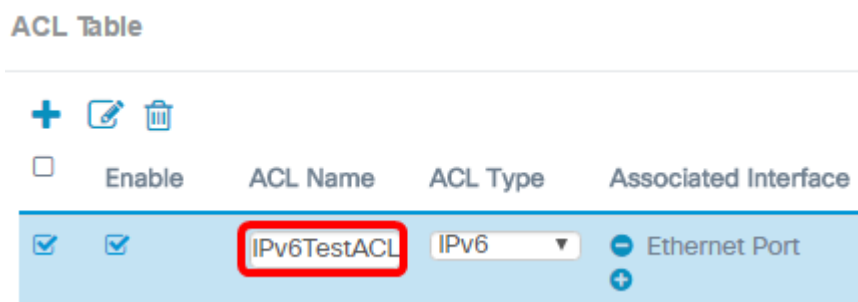 ACL Table
Enable ACL Name ACL Type Associated Interface
IPv6TestACL IPv6 Ethernet Port